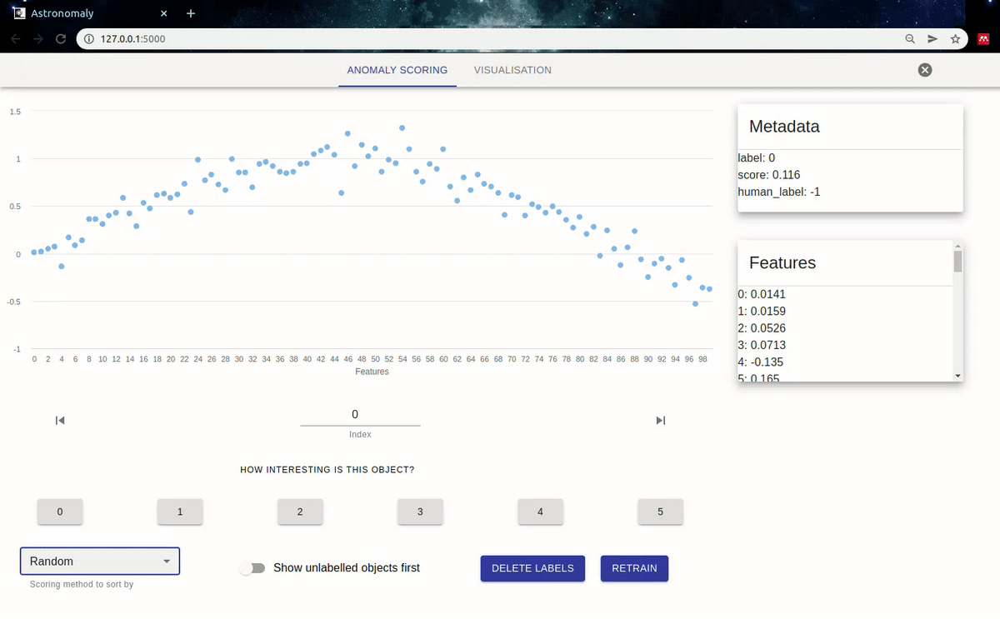 Astronomaly
127.0.0.1:5000
ANOMALY SCORING VISUALISATION
1.5
1
0.5
0
-0.5
-1
0 2 4 6 8 10 12 14 16 18 20 22 24 26 28 30 32 34 36 38 40 42 44 46 48 50 52 54 56 58 60 62 64 66 68 70 72 74 76 78 80 82 84 86 88 90 92 94 96 98
Features
Metadata
label: 0
score: 0.116
human_label: -1
Features
0: 0.0141
1: 0.0159
2: 0.0526
3: 0.0713
4: -0.135
5: 0.165
0
Index
HOW INTERESTING IS THIS OBJECT?
0 1 2 3 4 5
Random
Scoring method to sort by
Show unlabelled objects first
DELETE LABELS
RETRAIN